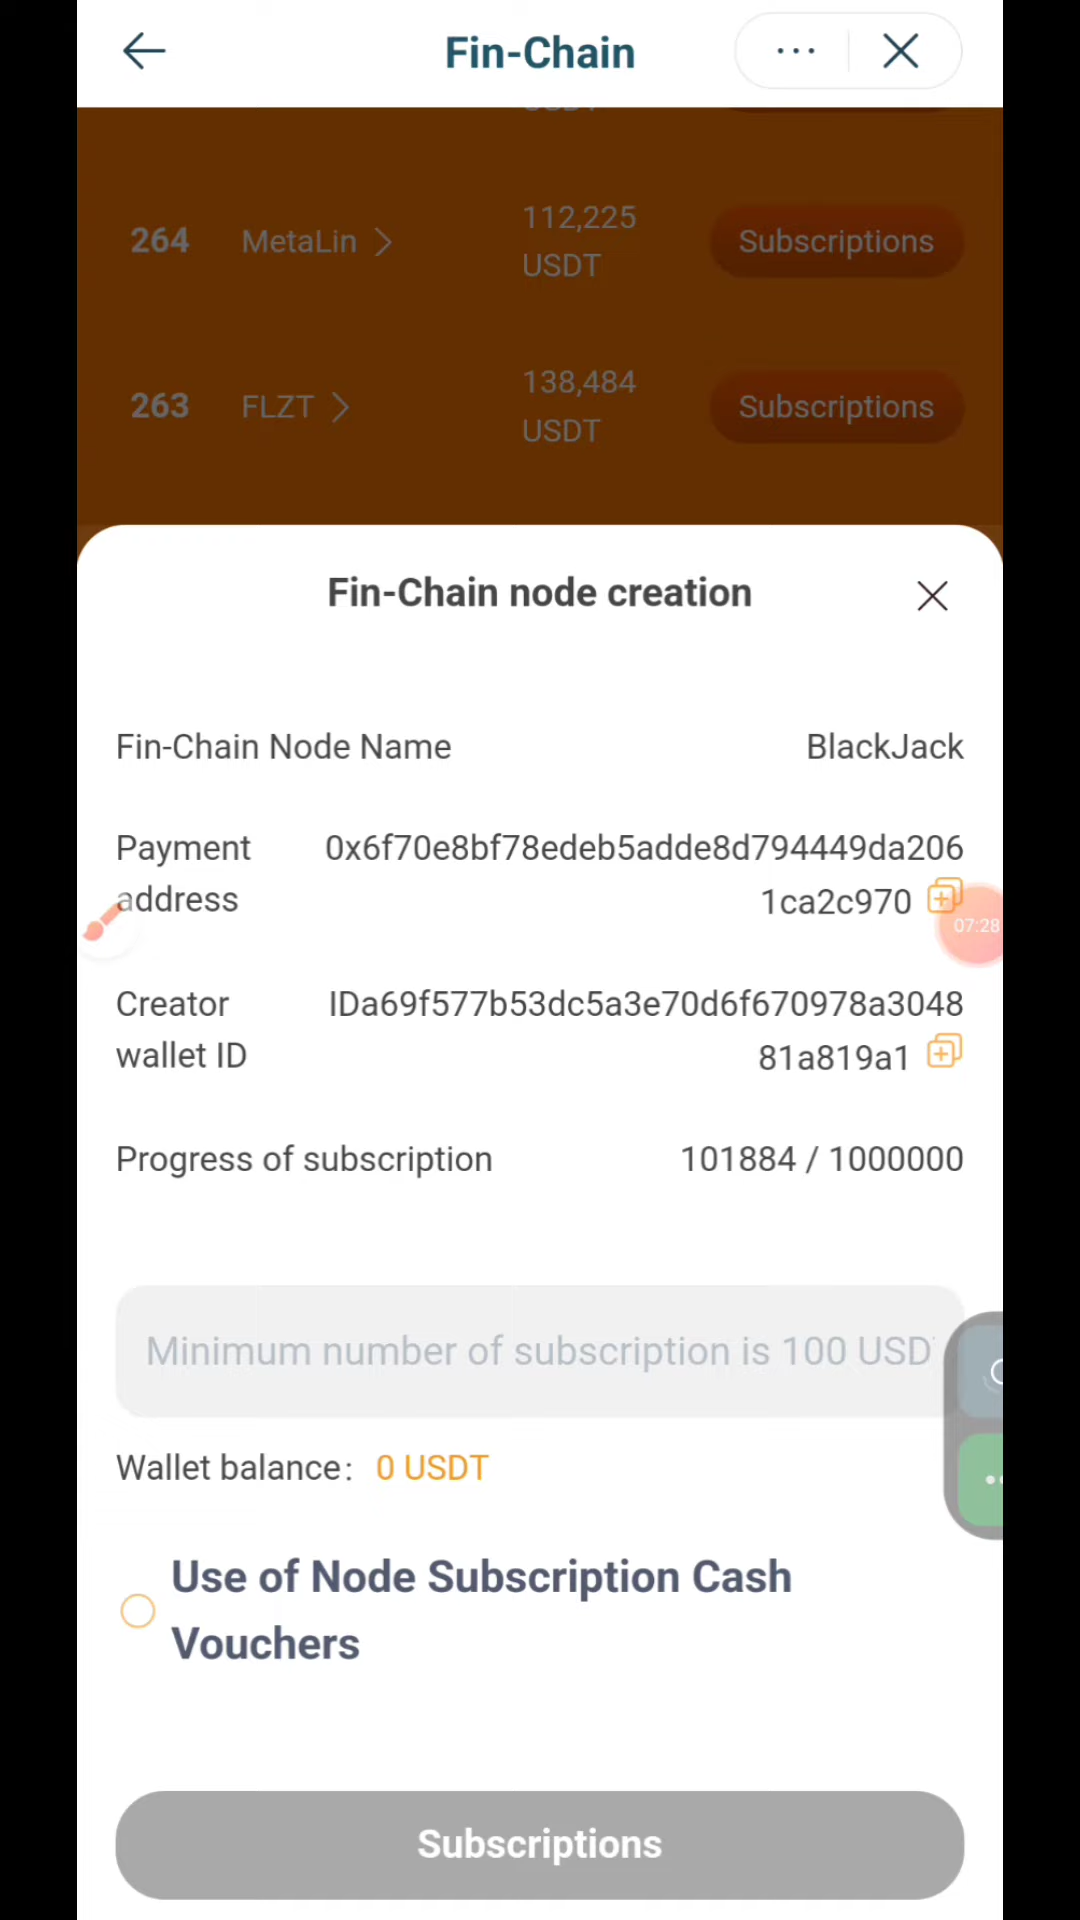 Fin-Chain
264 MetaLin 112,225 USDT Subscriptions
263 FLZT 138,484 USDT Subscriptions
Fin-Chain node creation
Fin-Chain Node Name BlackJack
Payment address 0x6f70e8bf78edeb5adde8d794449da206
1ca2c970
07:28
Creator wallet ID IDa69f577b53dc5a3e70d6f670978a3048
81a819a1
Progress of subscription 101884 / 1000000
Minimum number of subscription is 100 USD
Wallet balance: 0 USDT
Use of Node Subscription Cash
Vouchers
Subscriptions